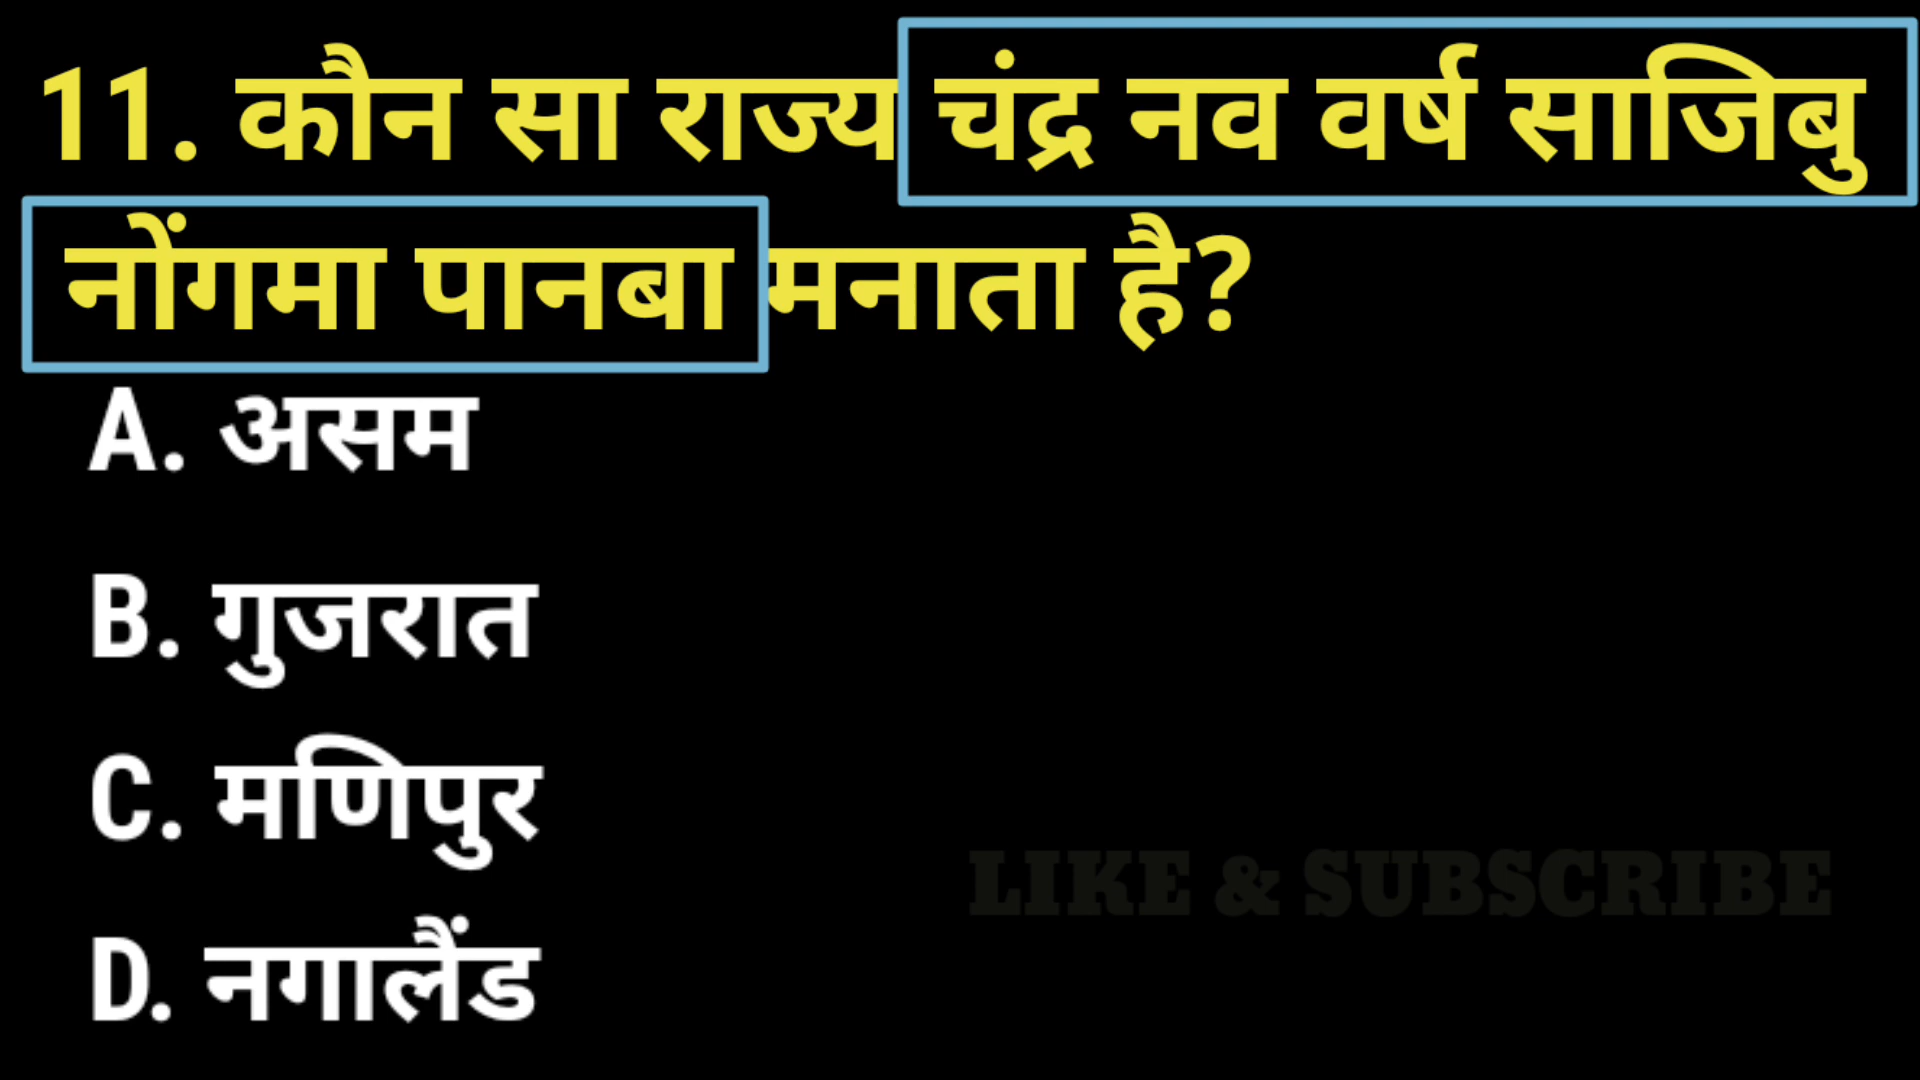 11. कौन सा राज्य चंद्र नव वर्ष साजिबु
नोंगमा पानबा मनाता है?
A. असम
B. गुजरात
C. मणिपुर
D. नगालैंड
LIKE & SUBSCRIBE